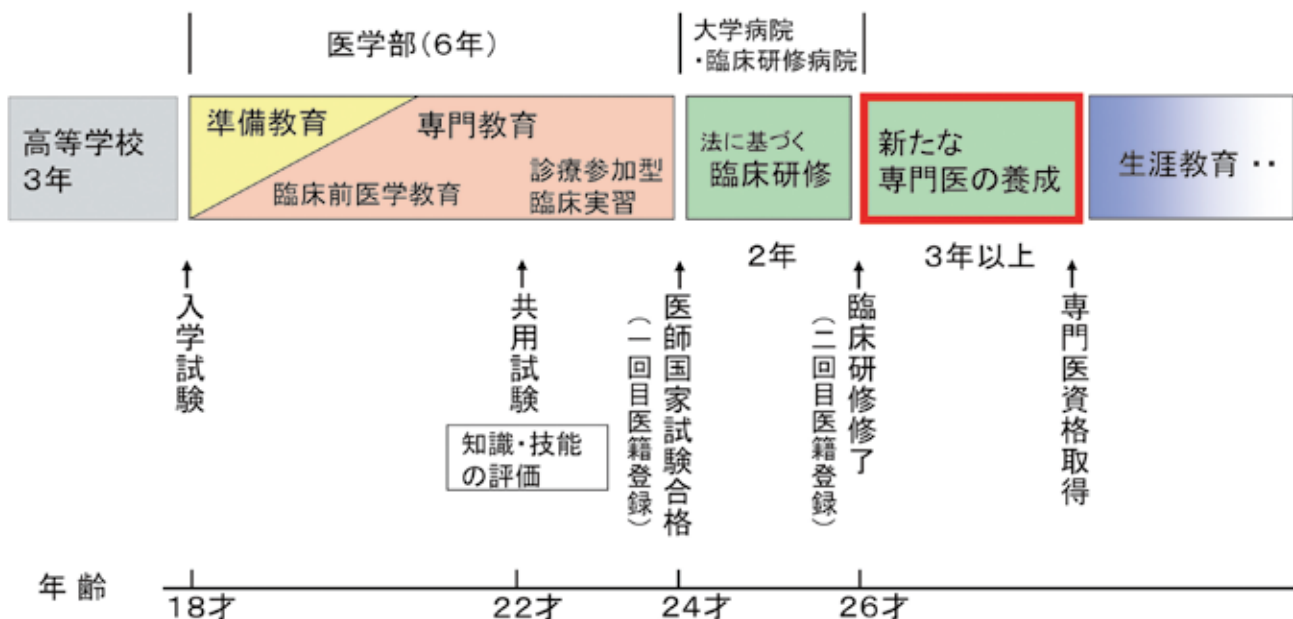 医学部(6年)
大学病院
・臨床研修病院
高等学校
3年
準備教育
専門教育
臨床前医学教育
診療参加型
臨床実習
法に基づく
臨床研修
新たな
専門医の養成
生涯教育 ‥
2年
3年以上
入学試験
共用試験
知識・技能
の評価
医師国家試験合格
(一回目医籍登録)
臨床研修修了
(二回目医籍登録)
専門医資格取得
年齢
18才
22才
24才
26才